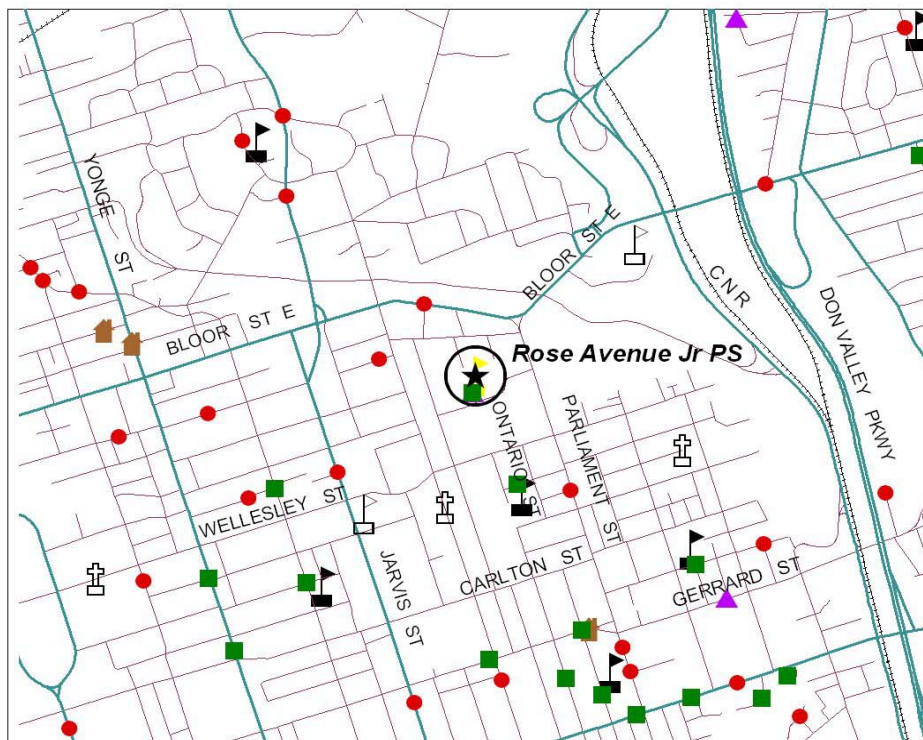 YONGE ST
BLOOR ST E
BLOOR ST E
CNR
DON VALLEY PKWY
Rose Avenue Jr PS
ONTARIO ST
PARLIAMENT ST
WELLESLEY ST
JARVIS ST
CARLTON ST
GERRARD ST